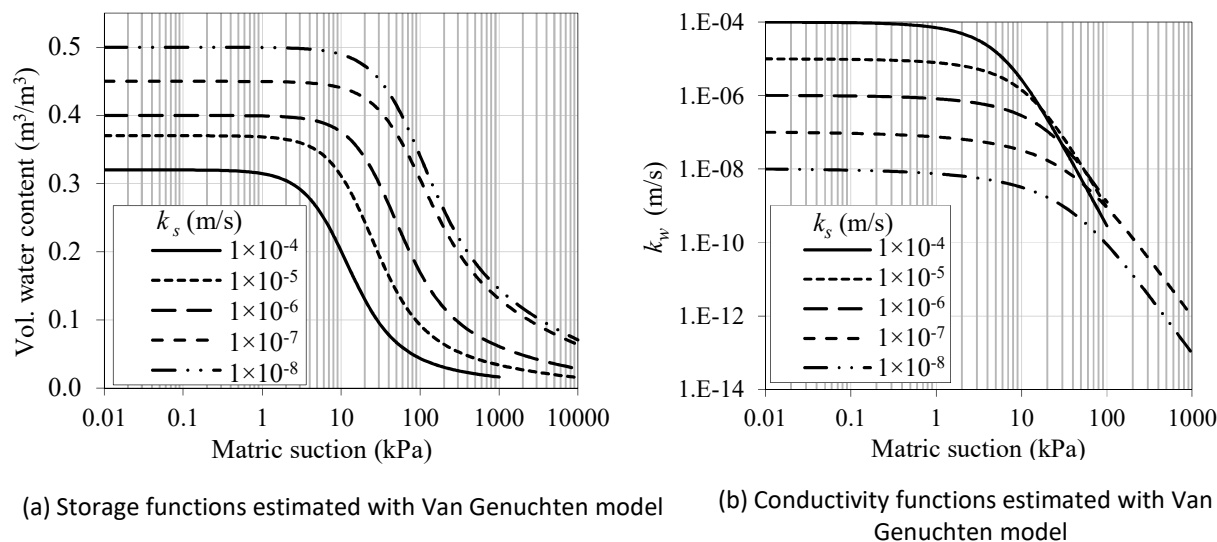 Vol. water content (m³/m³)
0.5
0.4
0.3
0.2
0.1
0.0
k_s (m/s)
1×10⁻⁴
1×10⁻⁵
1×10⁻⁶
1×10⁻⁷
1×10⁻⁸
0.01 0.1 1 10 100 1000 10000
Matric suction (kPa)
(a) Storage functions estimated with Van Genuchten model
k_w (m/s)
1.E-04
1.E-06
1.E-08
1.E-10
1.E-12
1.E-14
k_s (m/s)
1×10⁻⁴
1×10⁻⁵
1×10⁻⁶
1×10⁻⁷
1×10⁻⁸
0.01 0.1 1 10 100 1000
Matric suction (kPa)
(b) Conductivity functions estimated with Van
Genuchten model